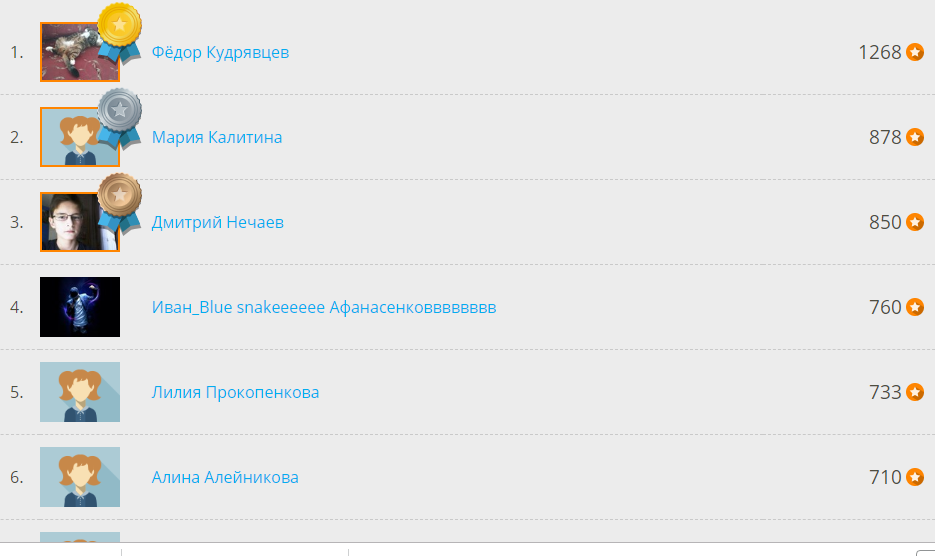 1. Фёдор Кудрявцев 1268
2. Мария Калитина 878
3. Дмитрий Нечаев 850
4. Иван_Blue snakeeeeee Афанасенковвввввввв 760
5. Лилия Прокопенкова 733
6. Алина Алейникова 710